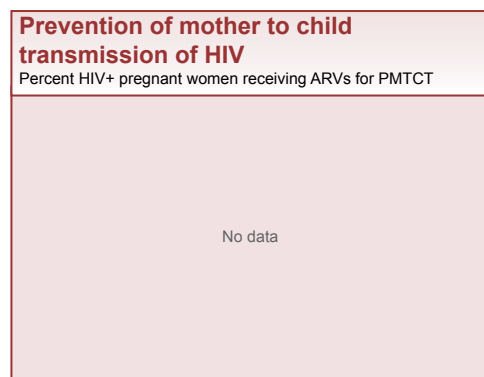 Prevention of mother to child
transmission of HIV
Percent HIV+ pregnant women receiving ARVs for PMTCT
No data